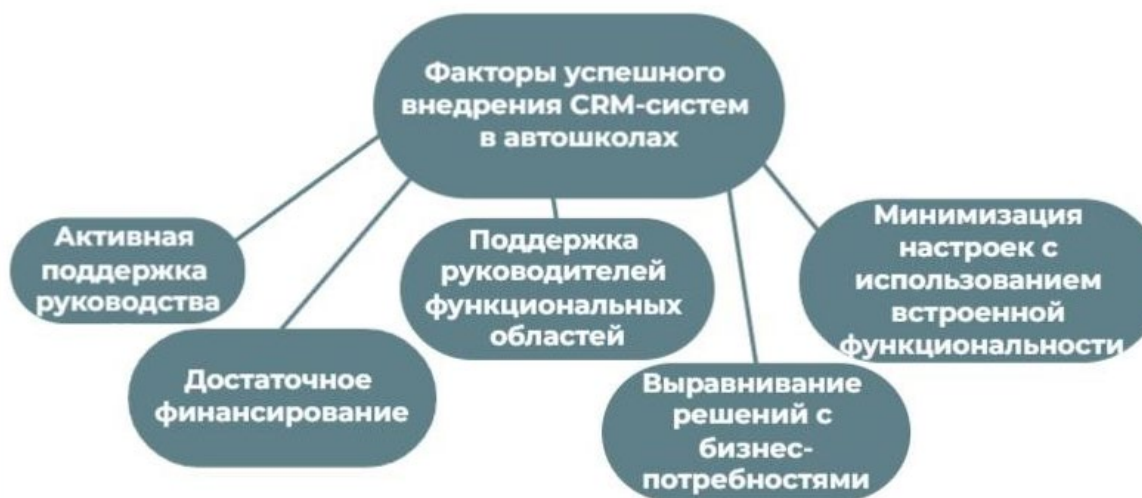 Факторы успешного
внедрения CRM-систем
в автошколах
Активная
поддержка
руководства
Достаточное
финансирование
Поддержка
руководителей
функциональных
областей
Выравнивание
решений с
бизнес-
потребностями
Минимизация
настроек с
использованием
встроенной
функциональности